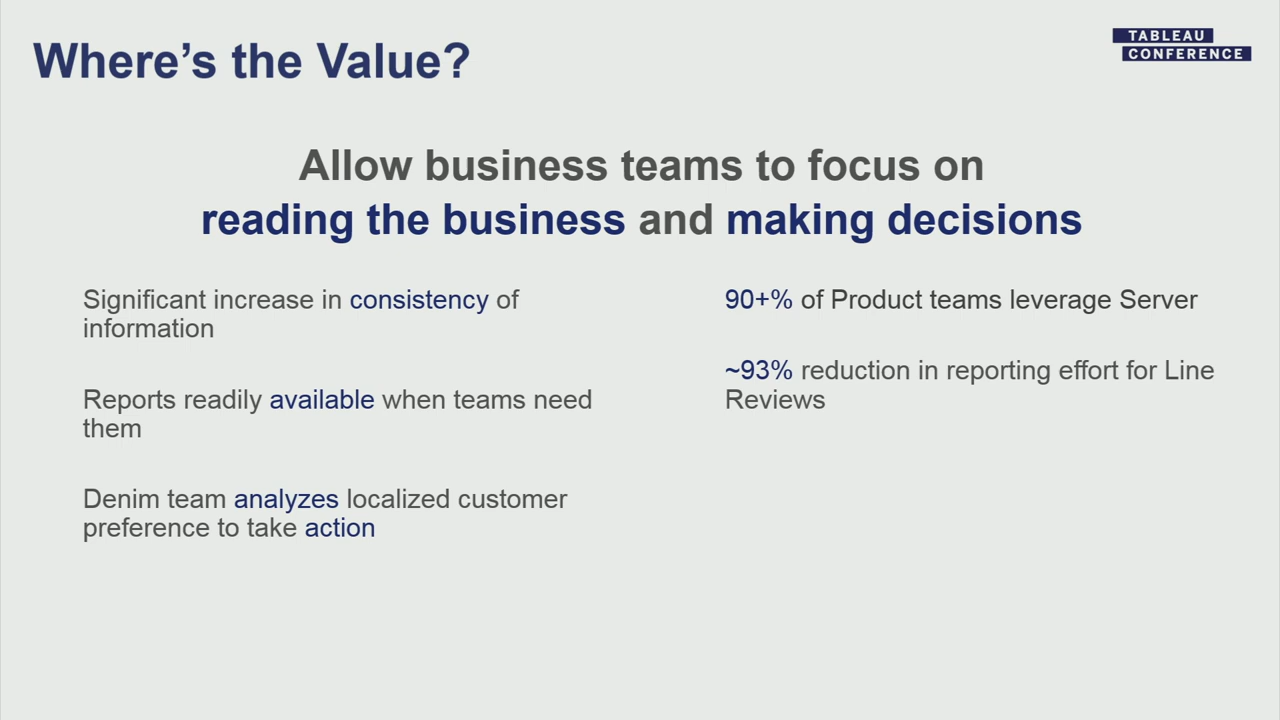 Where’s the Value?
TABLEAU
CONFERENCE
Allow business teams to focus on
reading the business and making decisions
Significant increase in consistency of
information
Reports readily available when teams need
them
Denim team analyzes localized customer
preference to take action
90+% of Product teams leverage Server
~93% reduction in reporting effort for Line
Reviews